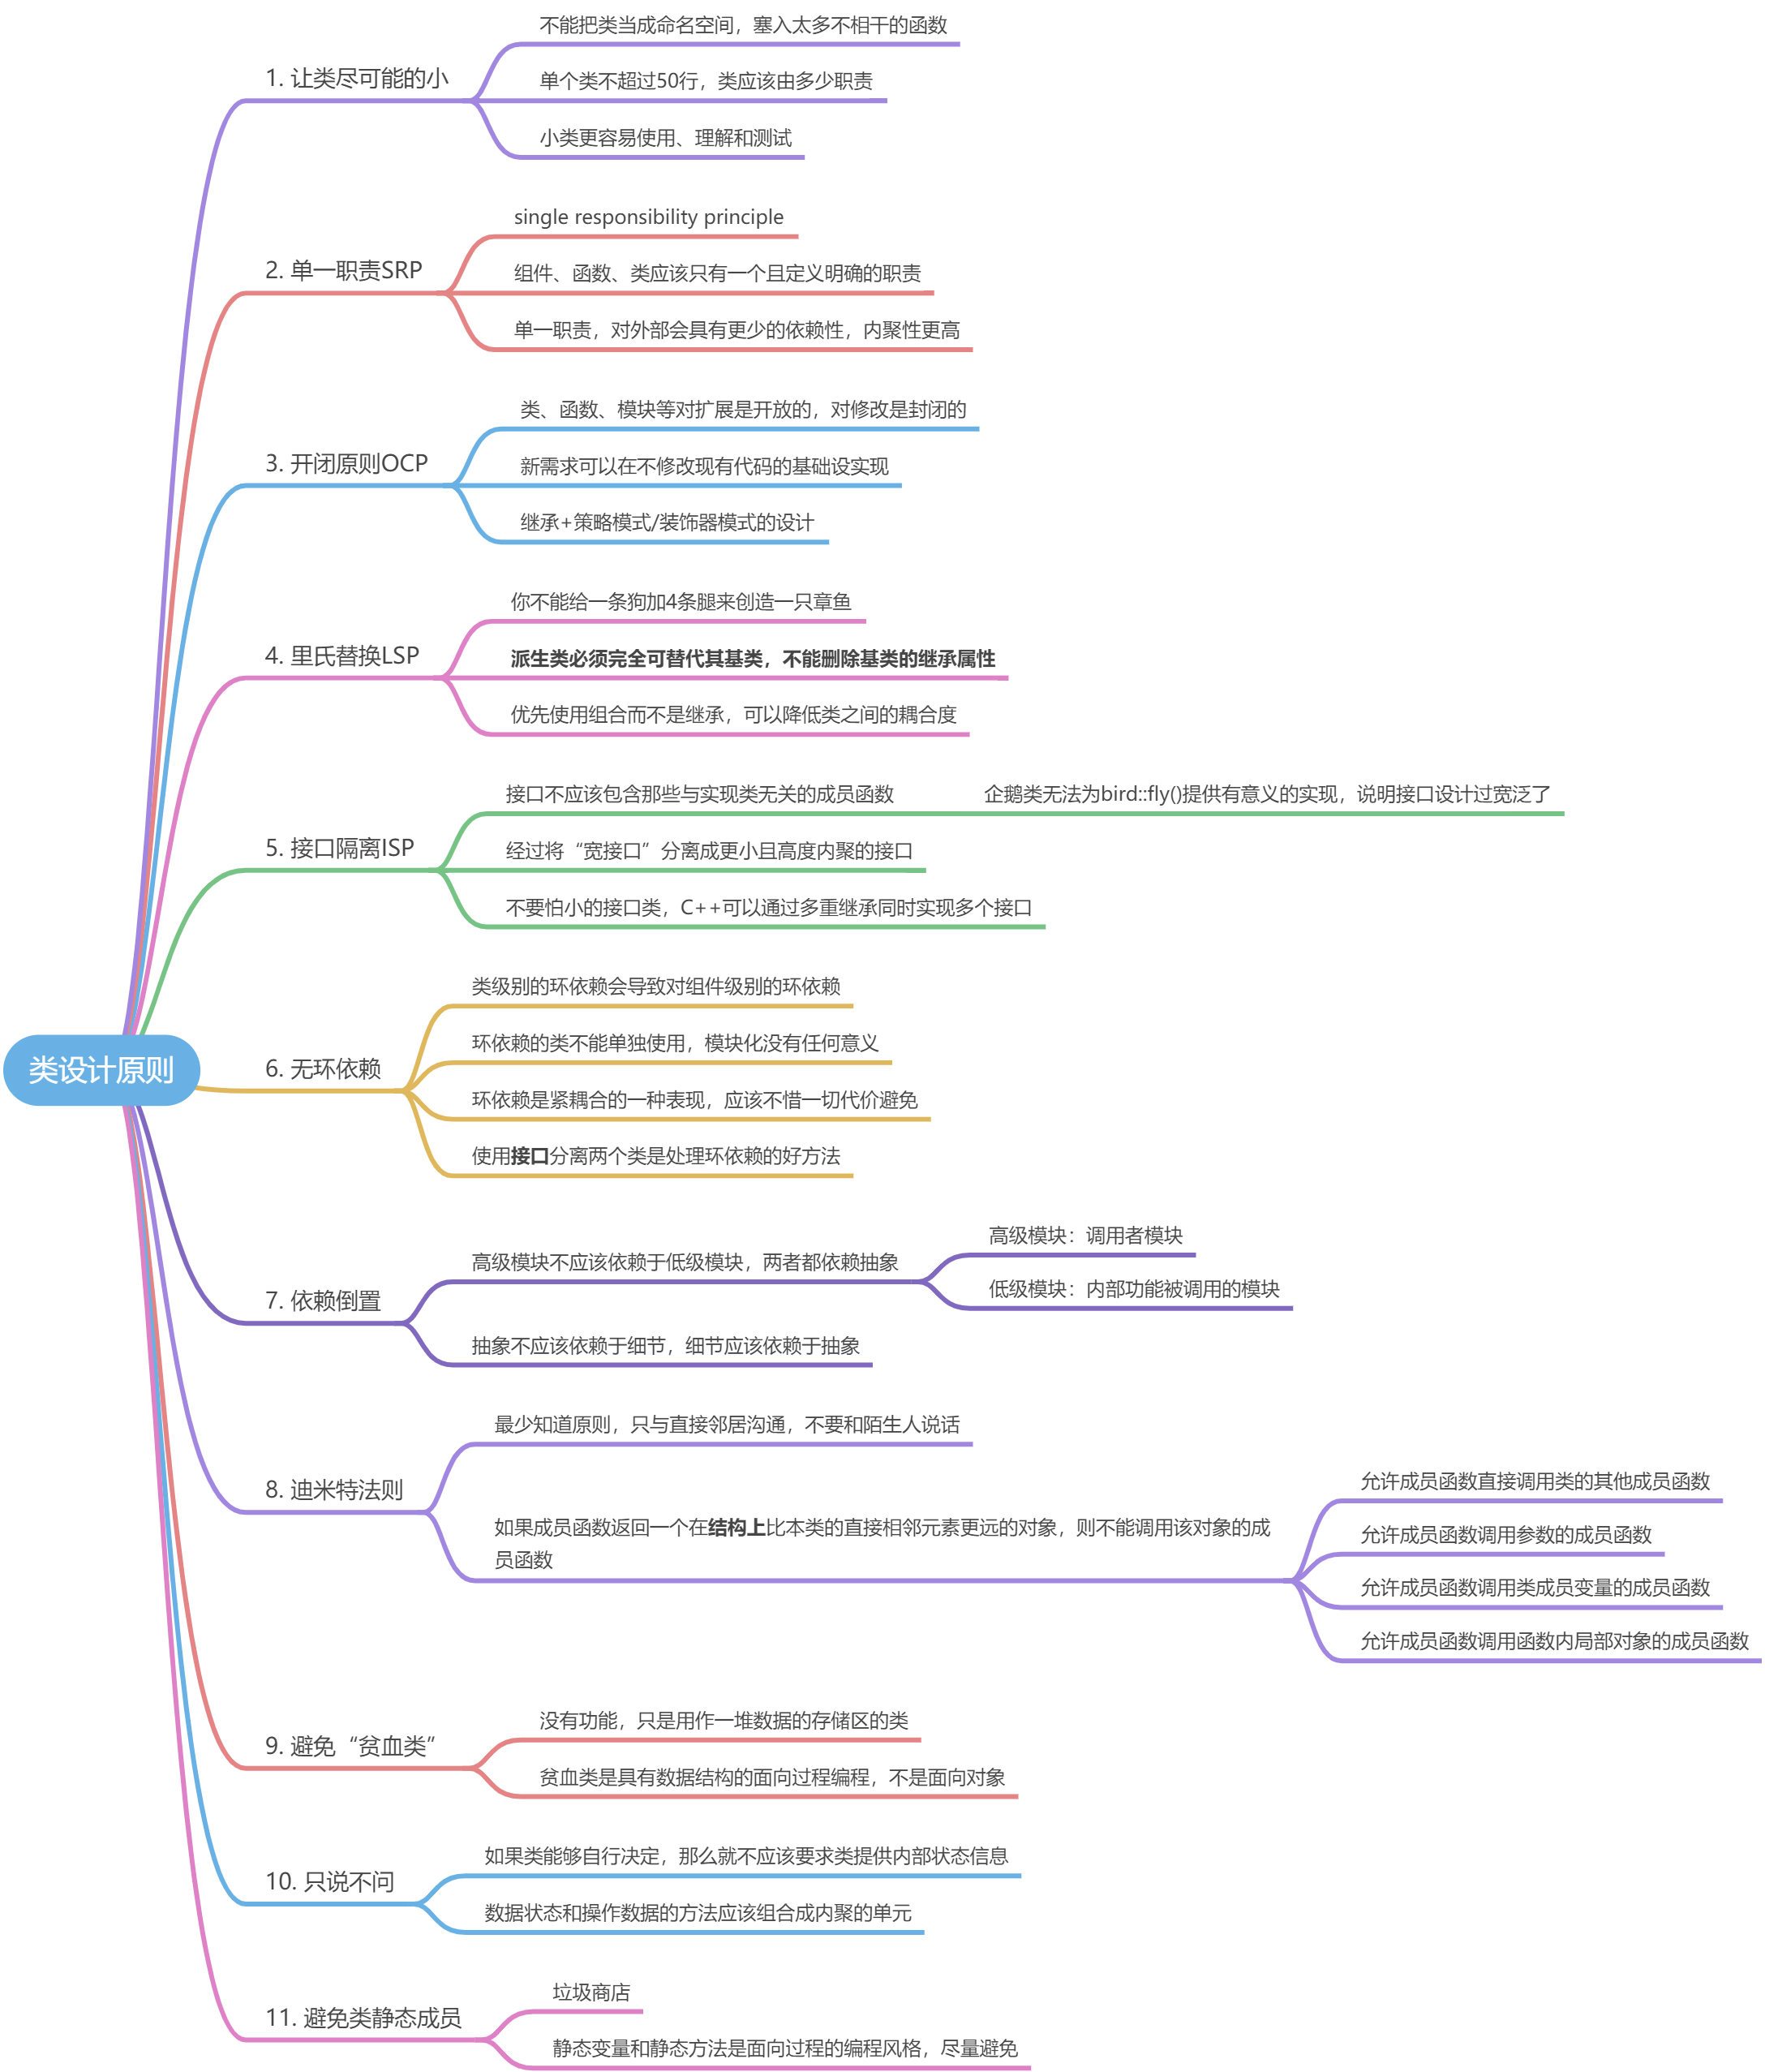 类设计原则
1. 让类尽可能的小
不能把类当成命名空间，塞入太多不相干的函数
单个类不超过50行，类应该由多少职责
小类更容易使用、理解和测试
2. 单一职责SRP
single responsibility principle
组件、函数、类应该只有一个且定义明确的职责
单一职责，对外部会具有更少的依赖性，内聚性更高
3. 开闭原则OCP
类、函数、模块等对扩展是开放的，对修改是封闭的
新需求可以在不修改现有代码的基础设实现
继承+策略模式/装饰器模式的设计
4. 里氏替换LSP
你不能给一条狗加4条腿来创造一只章鱼
派生类必须完全可替代其基类，不能删除基类的继承属性
优先使用组合而不是继承，可以降低类之间的耦合度
5. 接口隔离ISP
接口不应该包含那些与实现类无关的成员函数
企鹅类无法为bird::fly()提供有意义的实现，说明接口设计过宽泛了
经过将“宽接口”分离成更小且高度内聚的接口
不要怕小的接口类，C++可以通过多重继承同时实现多个接口
6. 无环依赖
类级别的环依赖会导致对组件级别的环依赖
环依赖的类不能单独使用，模块化没有任何意义
环依赖是紧耦合的一种表现，应该不惜一切代价避免
使用接口分离两个类是处理环依赖的好方法
7. 依赖倒置
高级模块不应该依赖于低级模块，两者都依赖抽象
高级模块：调用者模块
低级模块：内部功能被调用的模块
抽象不应该依赖于细节，细节应该依赖于抽象
8. 迪米特法则
最少知道原则，只与直接邻居沟通，不要和陌生人说话
如果成员函数返回一个在结构上比本类的直接相邻元素更远的对象，则不能调用该对象的成
员函数
允许成员函数直接调用类的其他成员函数
允许成员函数调用参数的成员函数
允许成员函数调用类成员变量的成员函数
允许成员函数调用函数内局部对象的成员函数
9. 避免“贫血类”
没有功能，只是用作一堆数据的存储区的类
贫血类是具有数据结构的面向过程编程，不是面向对象
10. 只说不问
如果类能够自行决定，那么就不应该要求类提供内部状态信息
数据状态和操作数据的方法应该组合成内聚的单元
11. 避免类静态成员
垃圾商店
静态变量和静态方法是面向过程的编程风格，尽量避免